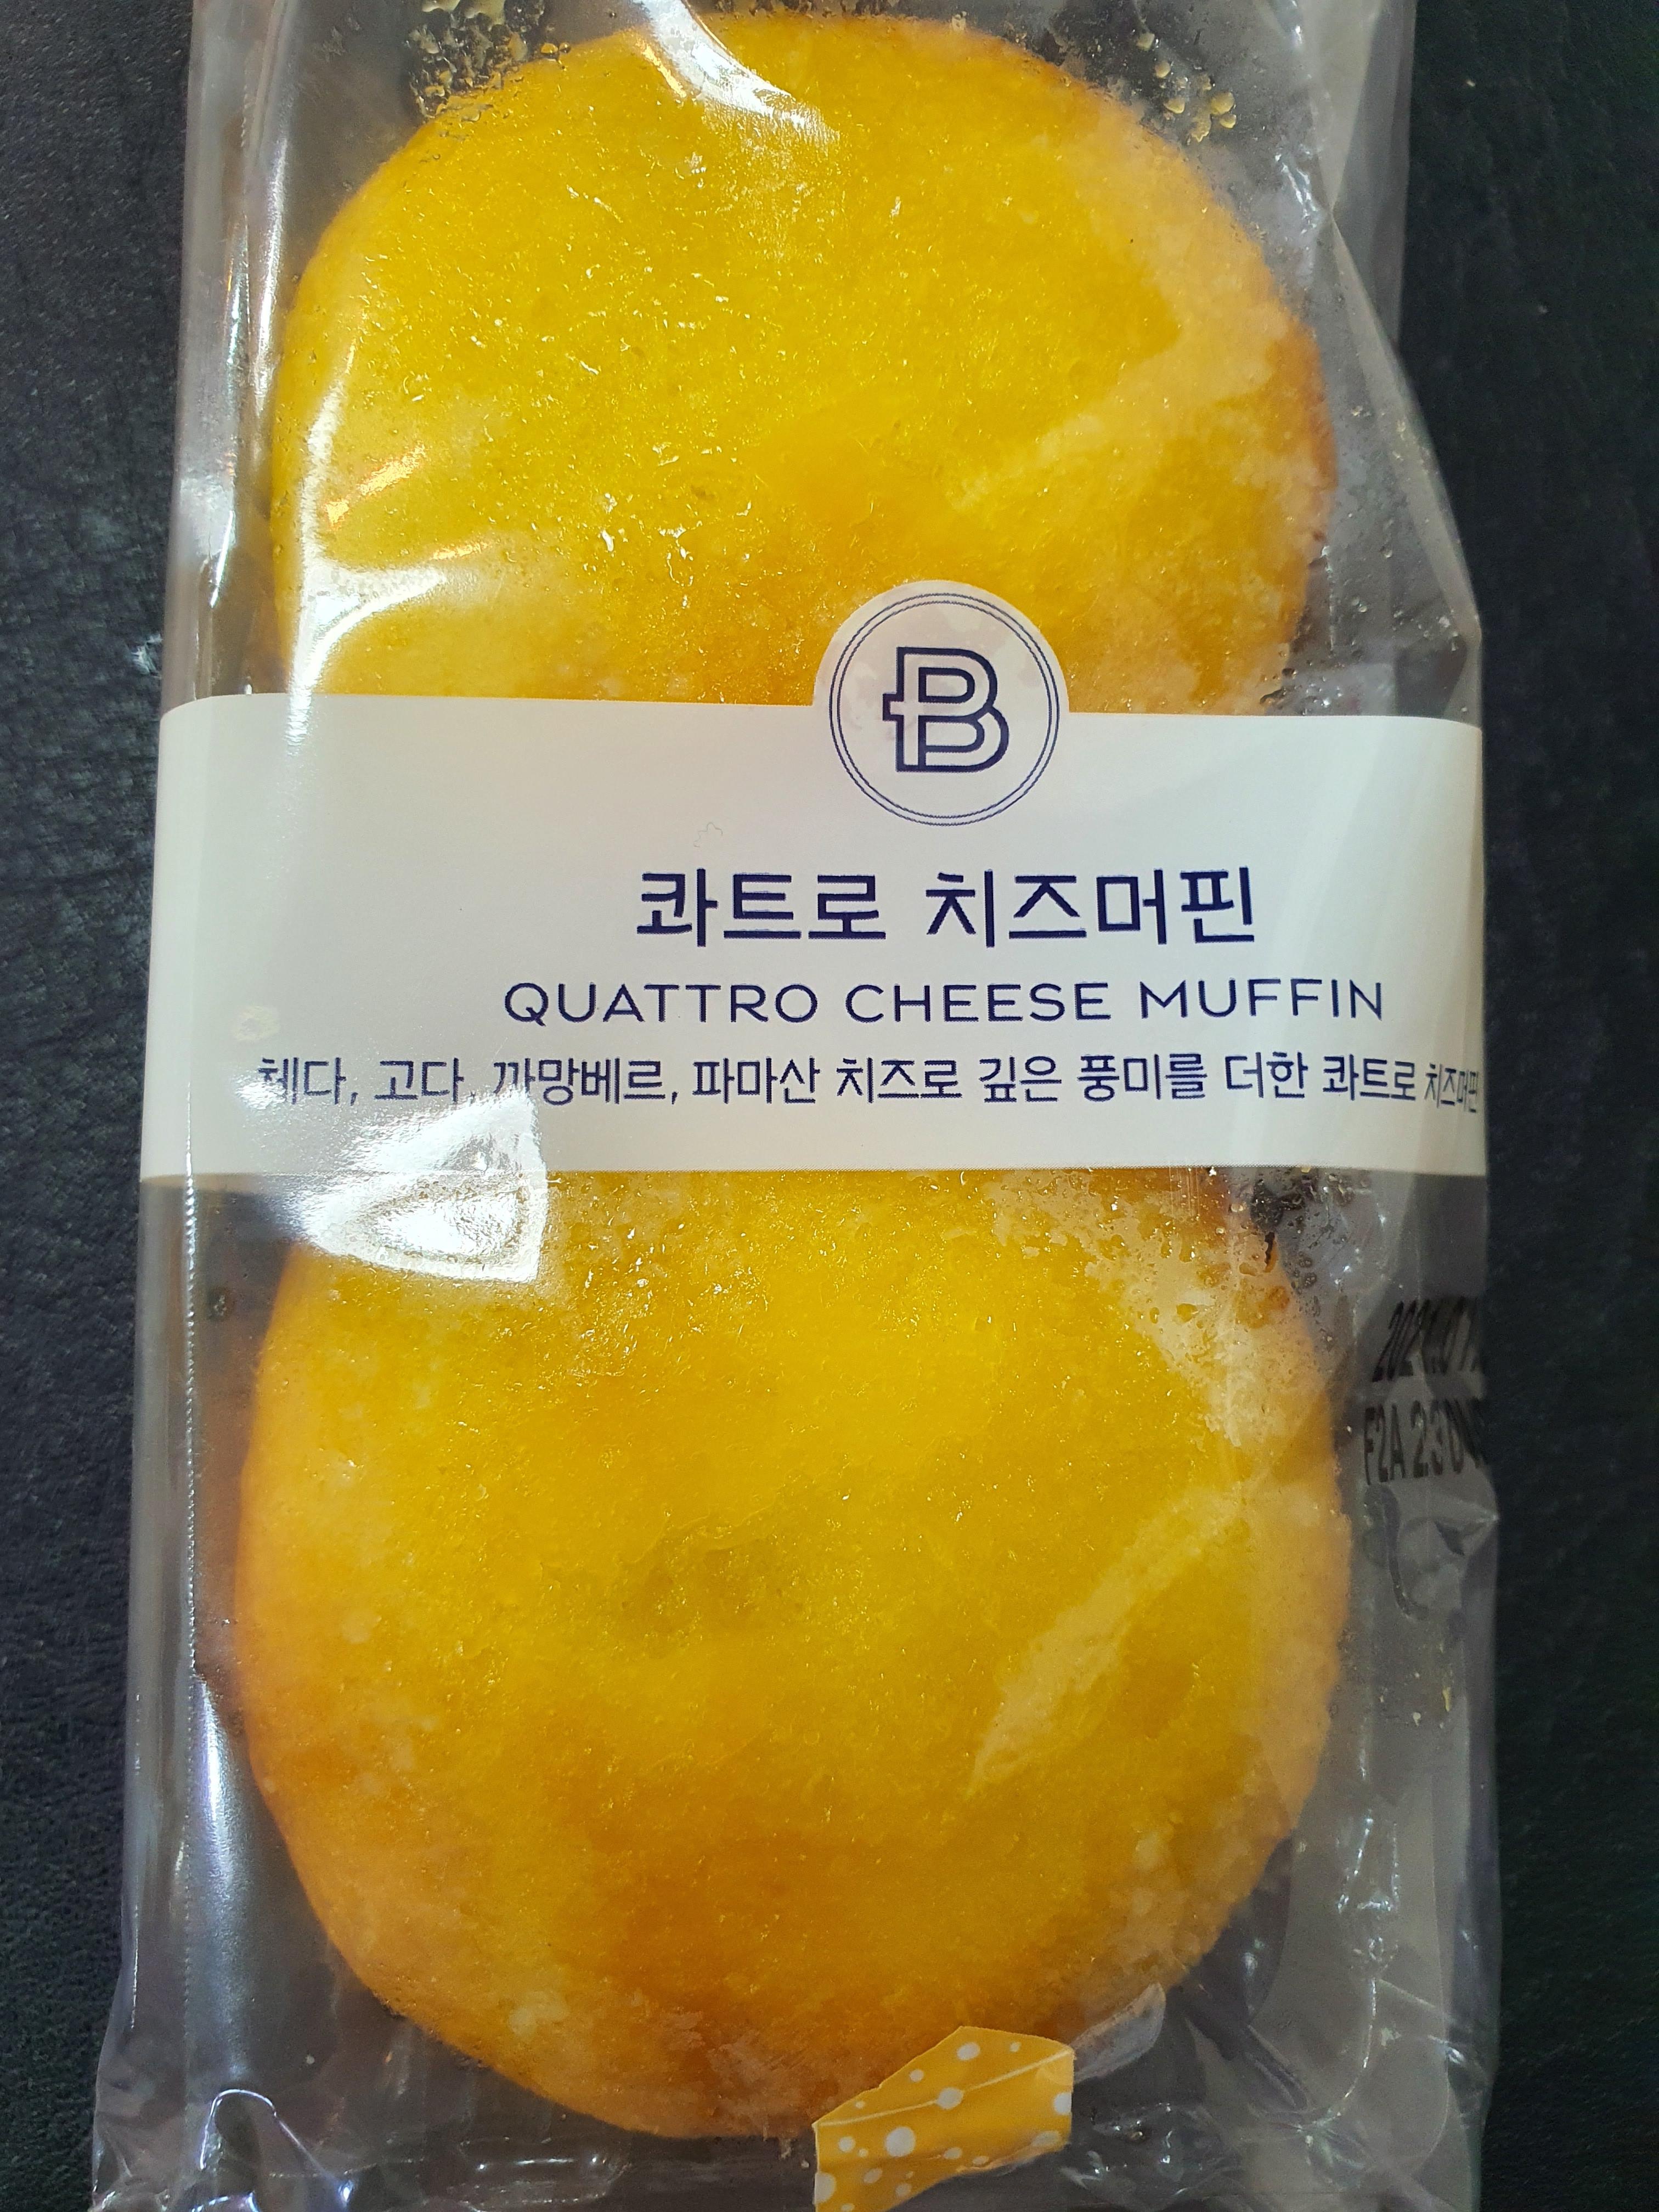 B
콰트로 치즈머핀
QUATTRO CHEESE MUFFIN
체다, 고다, 까망베르, 파마산 치즈로 깊은 풍미를 더한 콰트로 치즈머핀
F2A